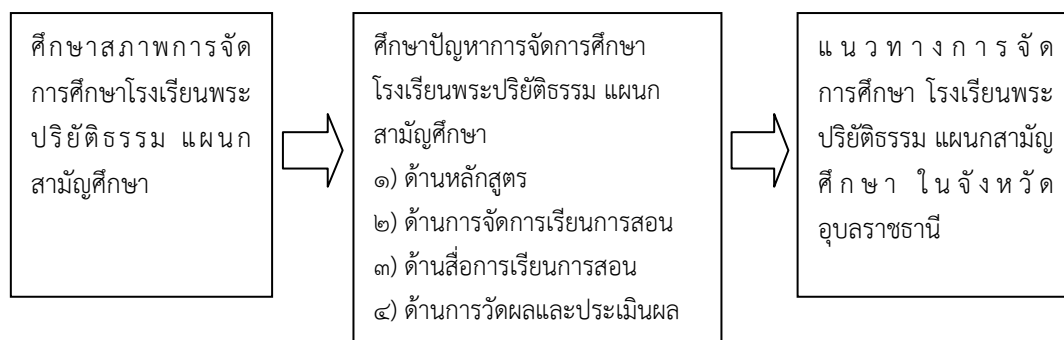 ศึกษาสภาพการจัด
การศึกษาโรงเรียนพระ
ปริยัติธรรม แผนก
สามัญศึกษา
ศึกษาปัญหาการจัดการศึกษา
โรงเรียนพระปริยัติธรรม แผนก
สามัญศึกษา
๑) ด้านหลักสูตร
๒) ด้านการจัดการเรียนการสอน
๓) ด้านสื่อการเรียนการสอน
๔) ด้านการวัดผลและประเมินผล
แนวทางการจัด
การศึกษา โรงเรียนพระ
ปริยัติธรรม แผนกสามัญ
ศึกษา ในจังหวัด
อุบลราชธานี